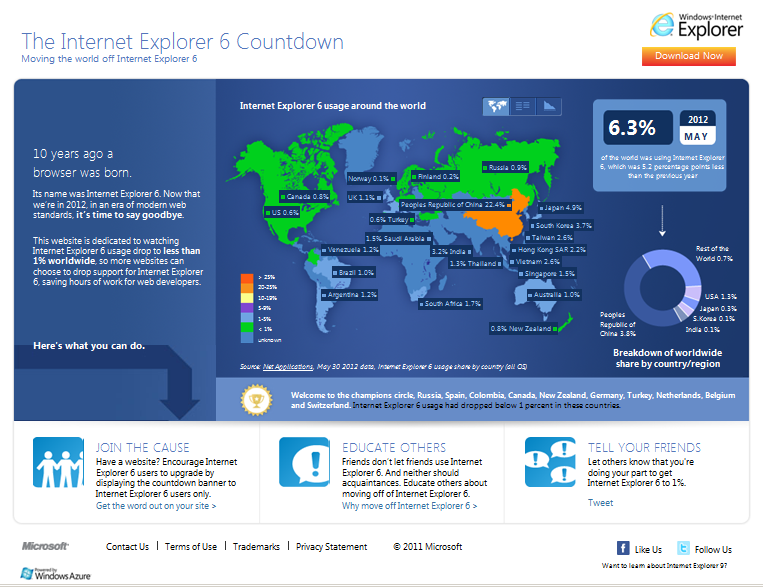 The Internet Explorer 6 Countdown
Moving the world off Internet Explorer 6
Windows Internet
Explorer
Download Now
10 years ago a
browser was born.
Its name was Internet Explorer 6. Now that
we're in 2012, in an era of modern web
standards, it's time to say goodbye.
This website is dedicated to watching
Internet Explorer 6 usage drop to less than
1% worldwide, so more websites can
choose to drop support for Internet Explorer
6, saving hours of work for web developers.
Here's what you can do.
Internet Explorer 6 usage around the world
Norway 0.1%
Finland 0.2%
Russia 0.9%
Canada 0.8%
UK 1.1%
US 0.6%
Peoples Republic of China 22.4%
Japan 4.9%
0.6% Turkey
South Korea 3.7%
1.5% Saudi Arabia
Taiwan 2.6%
Venezuela 1.2%
3.2% India
Hong Kong SAR 2.2%
1.3% Thailand
Vietnam 2.6%
Brazil 1.0%
Singapore 1.5%
Argentina 1.2%
South Africa 1.7%
Australia 1.0%
0.8% New Zealand
> 25%
20-25%
10-19%
5-9%
1-5%
< 1%
unknown
Source: Net Applications, May 30 2012 data, Internet Explorer 6 usage share by country (all OS)
6.3%
2012
MAY
of the world was using Internet Explorer
6, which was 5.2 percentage points less
than the previous year
Rest of the
World 0.7%
USA 1.3%
Japan 0.3%
S.Korea 0.1%
India 0.1%
Peoples
Republic of
China 3.8%
Breakdown of worldwide
share by country/region
Welcome to the champions circle, Russia, Spain, Colombia, Canada, New Zealand, Germany, Turkey, Netherlands, Belgium
and Switzerland. Internet Explorer 6 usage had dropped below 1 percent in these countries.
JOIN THE CAUSE
Have a website? Encourage Internet
Explorer 6 users to upgrade by
displaying the countdown banner to
Internet Explorer 6 users only.
Get the word out on your site >
EDUCATE OTHERS
Friends don't let friends use Internet
Explorer 6. And neither should
acquaintances. Educate others about
moving off of Internet Explorer 6.
Why move off Internet Explorer 6 >
TELL YOUR FRIENDS
Let others know that you're
doing your part to get
Internet Explorer 6 to 1%.
Tweet
Microsoft
Contact Us | Terms of Use | Trademarks | Privacy Statement © 2011 Microsoft
Like Us
Follow Us
Powered by
Windows Azure
Want to learn about Internet Explorer 9?